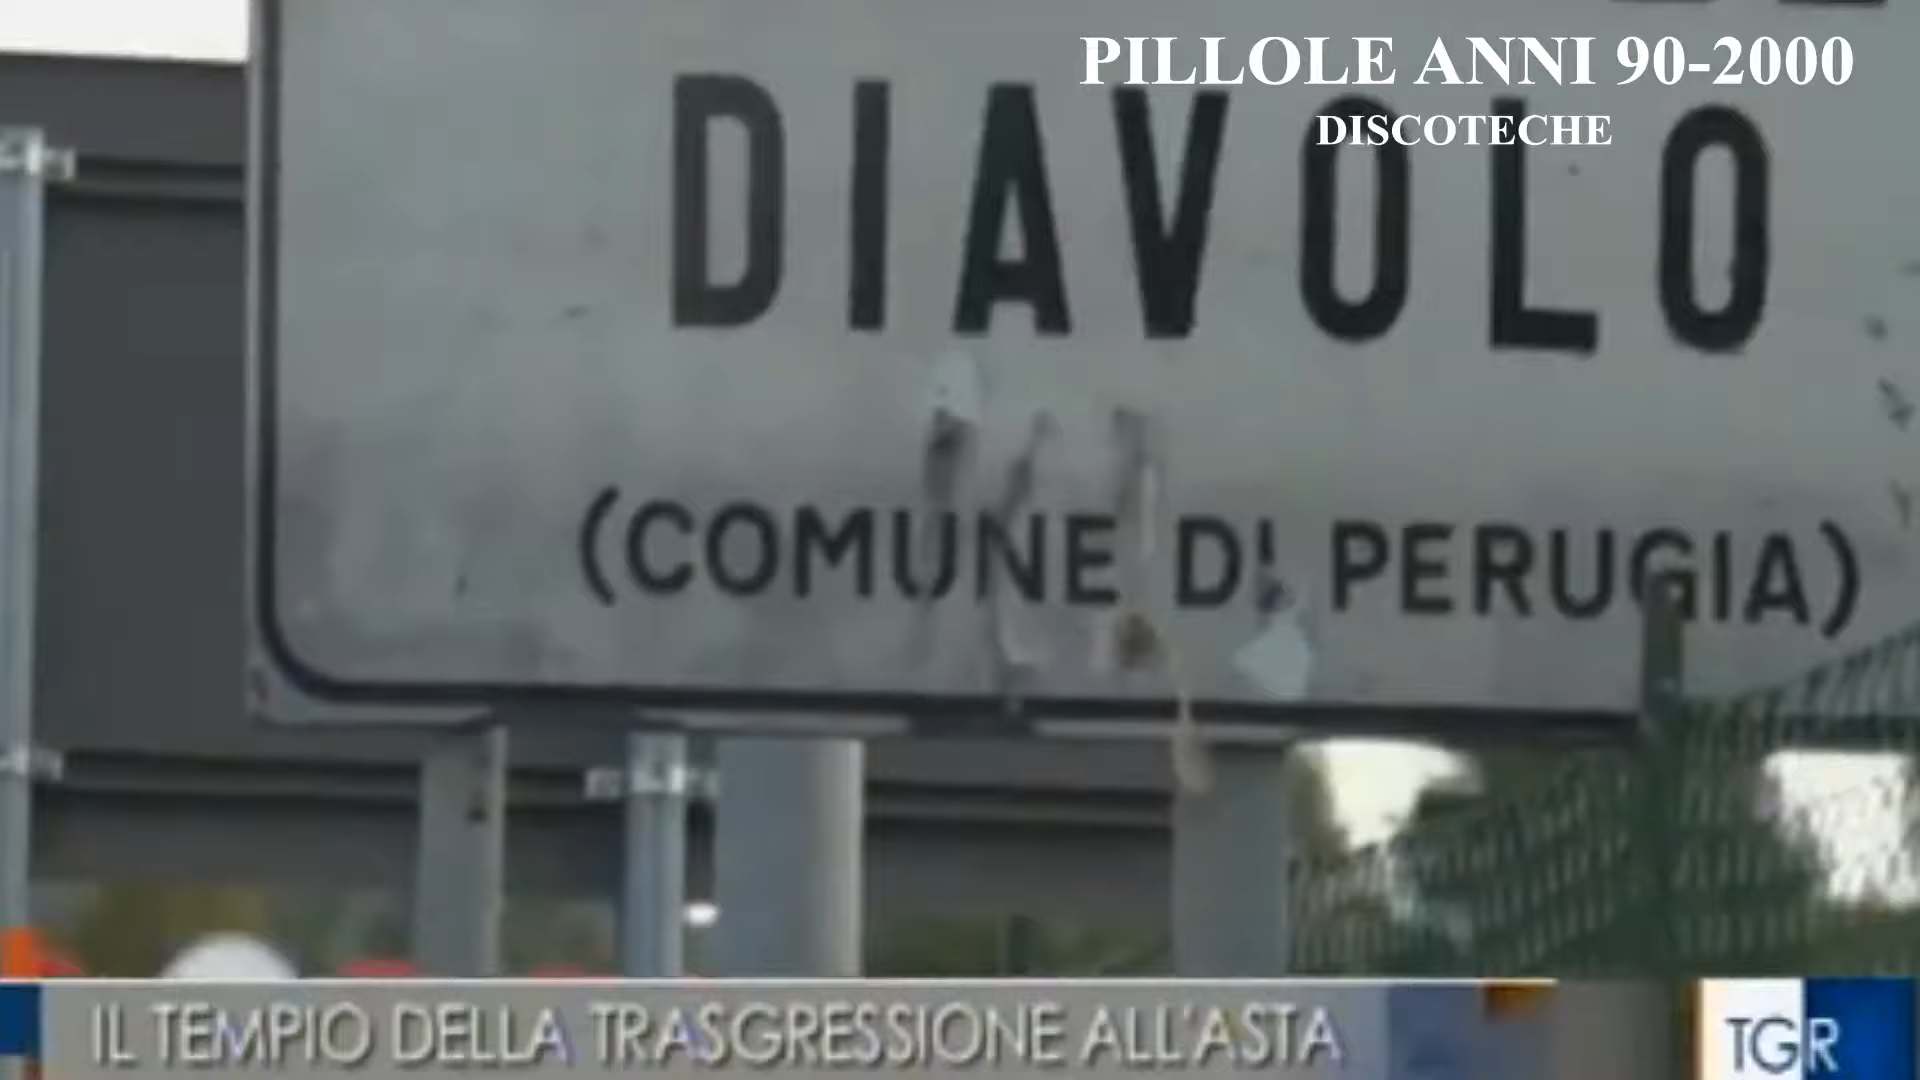 PILLOLE ANNI 90-2000
DISCOTECHE
DIAVOLO
(COMUNE DI PERUGIA)
IL TEMPIO DELLA TRASGRESSIONE ALL'ASTA
TGR